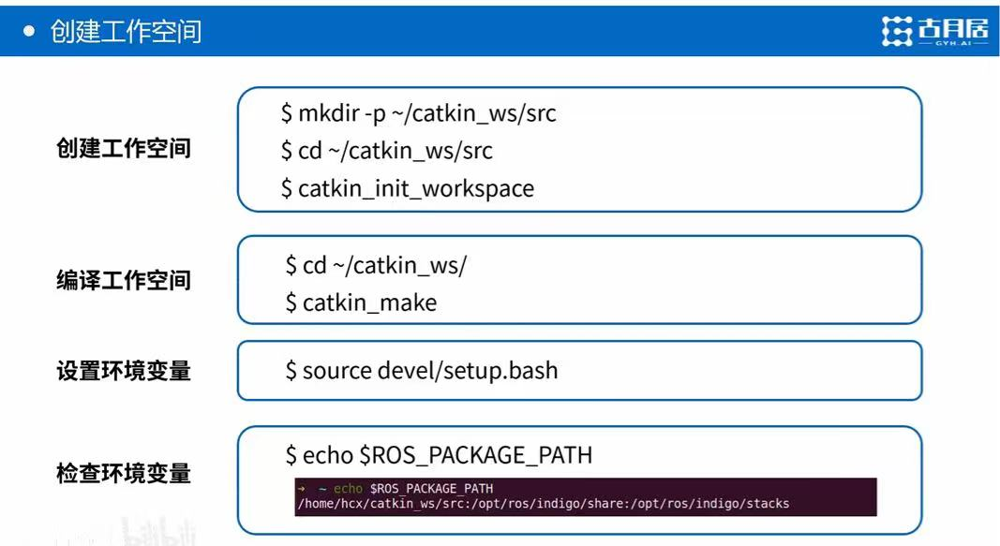 • 创建工作空间
古月居
GYH.AI
创建工作空间
$ mkdir -p ~/catkin_ws/src
$ cd ~/catkin_ws/src
$ catkin_init_workspace
编译工作空间
$ cd ~/catkin_ws/
$ catkin_make
设置环境变量
$ source devel/setup.bash
检查环境变量
$ echo $ROS_PACKAGE_PATH
➜ ~ echo $ROS_PACKAGE_PATH
/home/hcx/catkin_ws/src:/opt/ros/indigo/share:/opt/ros/indigo/stacks
bilibili